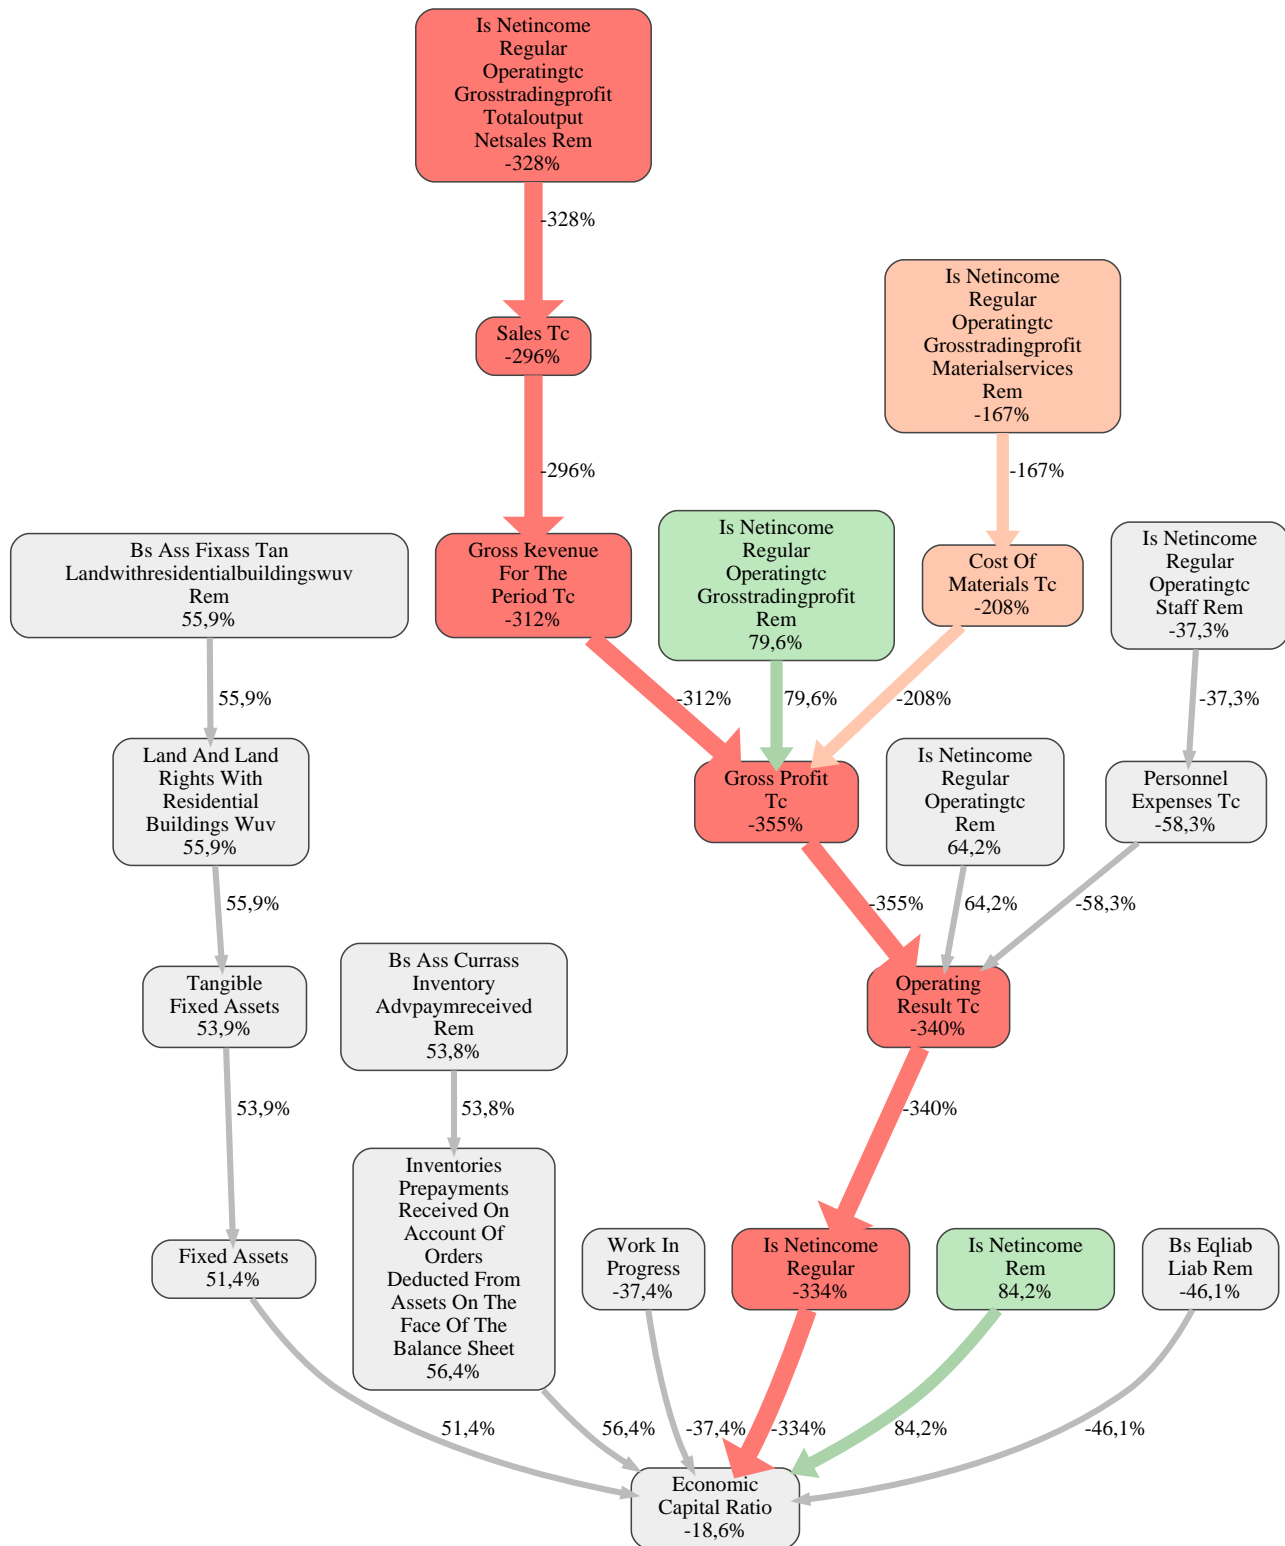 Is Netincome
Regular
Operatingtc
Grosstradingprofit
Totaloutput
Netsales Rem
-328%
-328%
Sales Tc
-296%
Is Netincome
Regular
Operatingtc
Grosstradingprofit
Materialservices
Rem
-167%
-296%
-167%
Bs Ass Fixass Tan
Landwithresidentialbuildingswuv
Rem
55,9%
Gross Revenue
For The
Period Tc
-312%
Is Netincome
Regular
Operatingtc
Grosstradingprofit
Rem
79,6%
Cost Of
Materials Tc
-208%
Is Netincome
Regular
Operatingtc
Staff Rem
-37,3%
55,9%
-312%
79,6%
-208%
-37,3%
Land And Land
Rights With
Residential
Buildings Wuv
55,9%
Gross Profit
Tc
-355%
Is Netincome
Regular
Operatingtc
Rem
64,2%
Personnel
Expenses Tc
-58,3%
55,9%
-355%
64,2%
-58,3%
Tangible
Fixed Assets
53,9%
Bs Ass Currass
Inventory
Advpaymreceived
Rem
53,8%
Operating
Result Tc
-340%
53,9%
53,8%
-340%
Fixed Assets
51,4%
Inventories
Prepayments
Received On
Account Of
Orders
Deducted From
Assets On The
Face Of The
Balance Sheet
56,4%
Work In
Progress
-37,4%
Is Netincome
Regular
-334%
Is Netincome
Rem
84,2%
Bs Eqliab
Liab Rem
-46,1%
51,4%
56,4%
-37,4%
-334%
84,2%
-46,1%
Economic
Capital Ratio
-18,6%